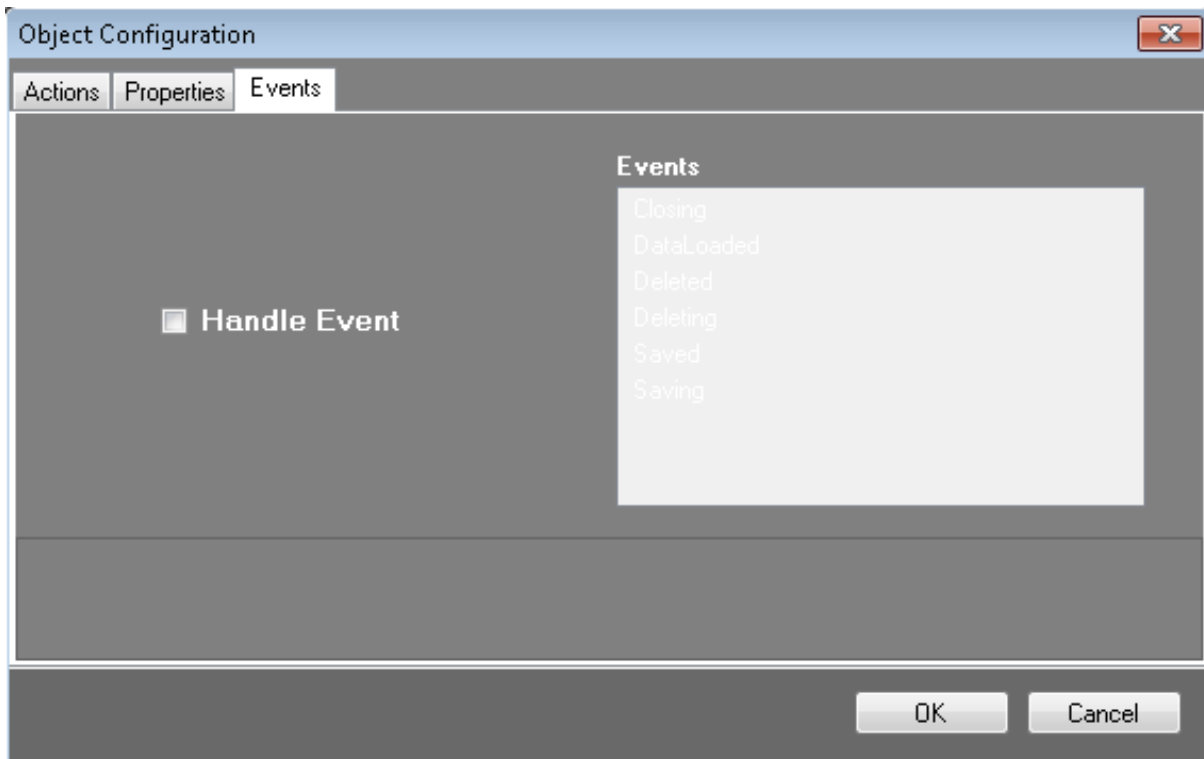 Object Configuration
Actions Properties Events
Events
Closing
DataLoaded
Deleted
Deleting
Saved
Saving
Handle Event
OK Cancel